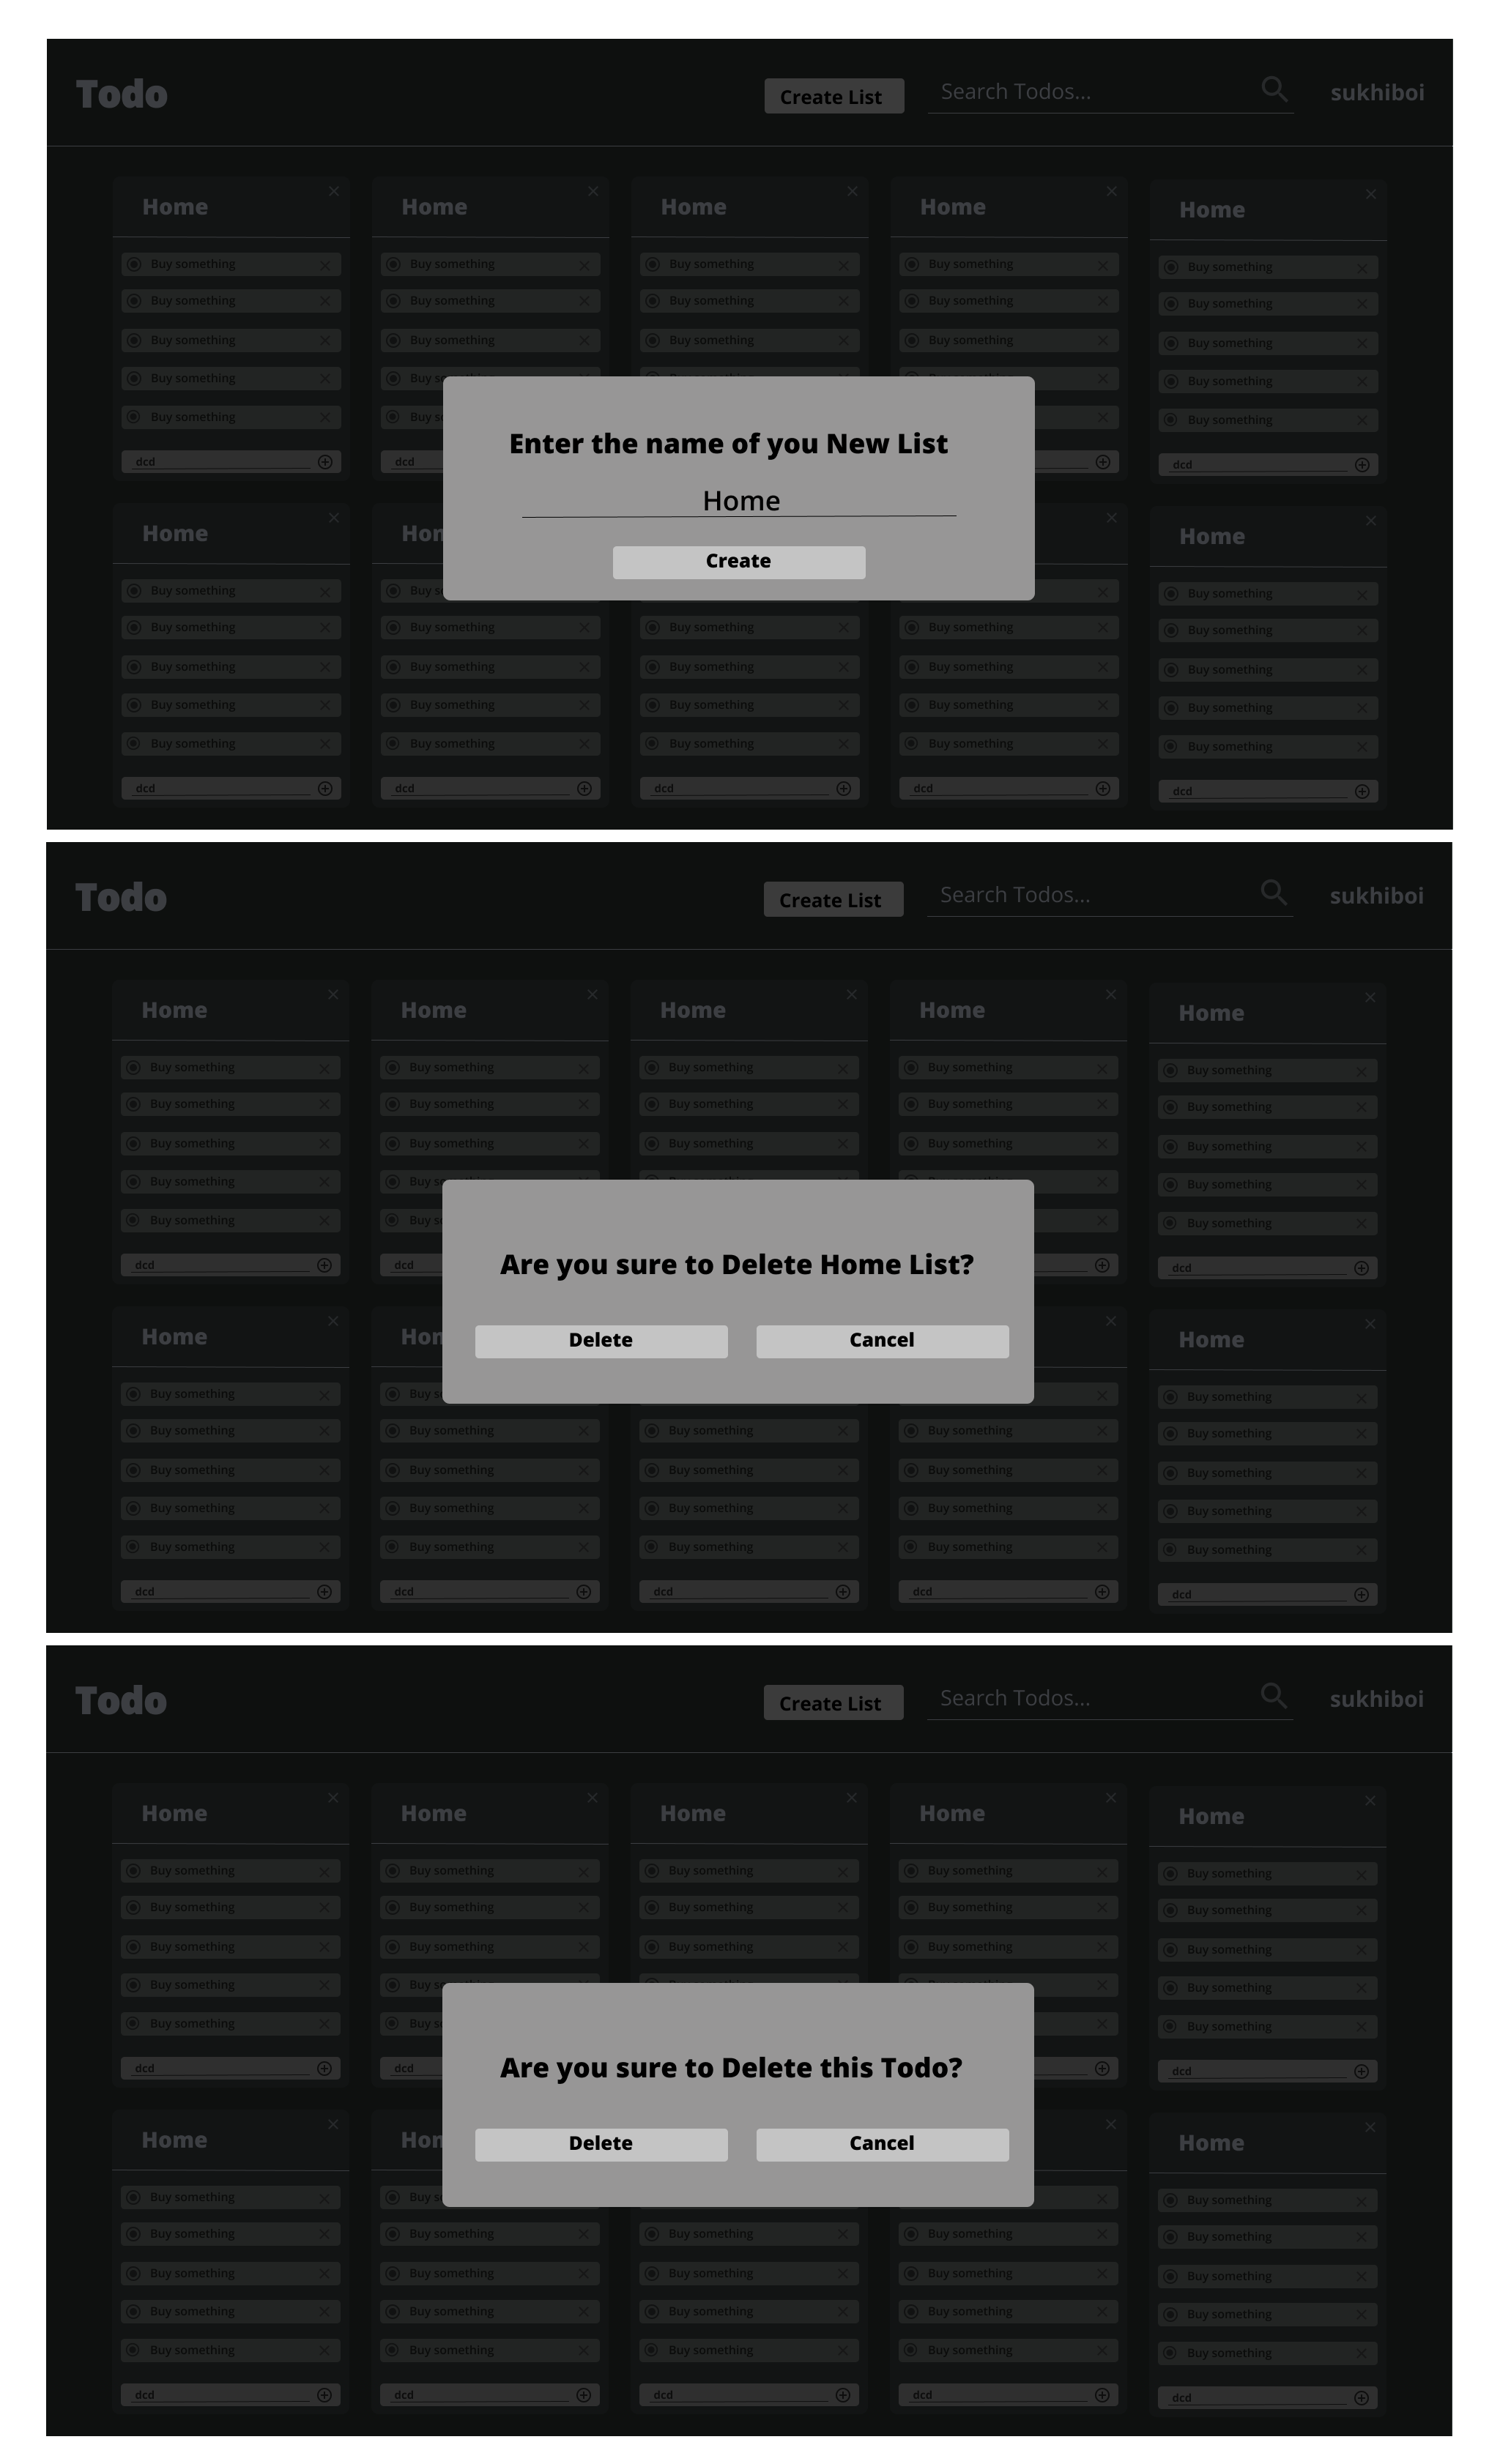 Todo
Create List
Search Todos...
sukhiboi
Home Home Home Home Home
Buy something Buy something Buy something Buy something Buy something
Buy something Buy something Buy something Buy something Buy something
Buy something Buy something Buy something Buy something Buy something
Buy something Buy something
Buy something Buy something
dcd dcd dcd
Enter the name of you New List
Home
Create
Home Home
Buy something Buy something
Buy something Buy something Buy something Buy something Buy something
Buy something Buy something Buy something Buy something Buy something
Buy something Buy something Buy something Buy something Buy something
Buy something Buy something Buy something Buy something Buy something
dcd dcd dcd dcd dcd
Todo
Create List
Search Todos...
sukhiboi
Home Home Home Home Home
Buy something Buy something Buy something Buy something Buy something
Buy something Buy something Buy something Buy something Buy something
Buy something Buy something Buy something Buy something Buy something
Buy something Buy something
Buy something Buy something
dcd dcd dcd
Are you sure to Delete Home List?
Delete Cancel
Home Home
Buy something Buy something
Buy something Buy something Buy something Buy something Buy something
Buy something Buy something Buy something Buy something Buy something
Buy something Buy something Buy something Buy something Buy something
Buy something Buy something Buy something Buy something Buy something
dcd dcd dcd dcd dcd
Todo
Create List
Search Todos...
sukhiboi
Home Home Home Home Home
Buy something Buy something Buy something Buy something Buy something
Buy something Buy something Buy something Buy something Buy something
Buy something Buy something Buy something Buy something Buy something
Buy something Buy something
Buy something Buy something
dcd dcd dcd
Are you sure to Delete this Todo?
Delete Cancel
Home Home
Buy something Buy something
Buy something Buy something Buy something Buy something Buy something
Buy something Buy something Buy something Buy something Buy something
Buy something Buy something Buy something Buy something Buy something
Buy something Buy something Buy something Buy something Buy something
dcd dcd dcd dcd dcd